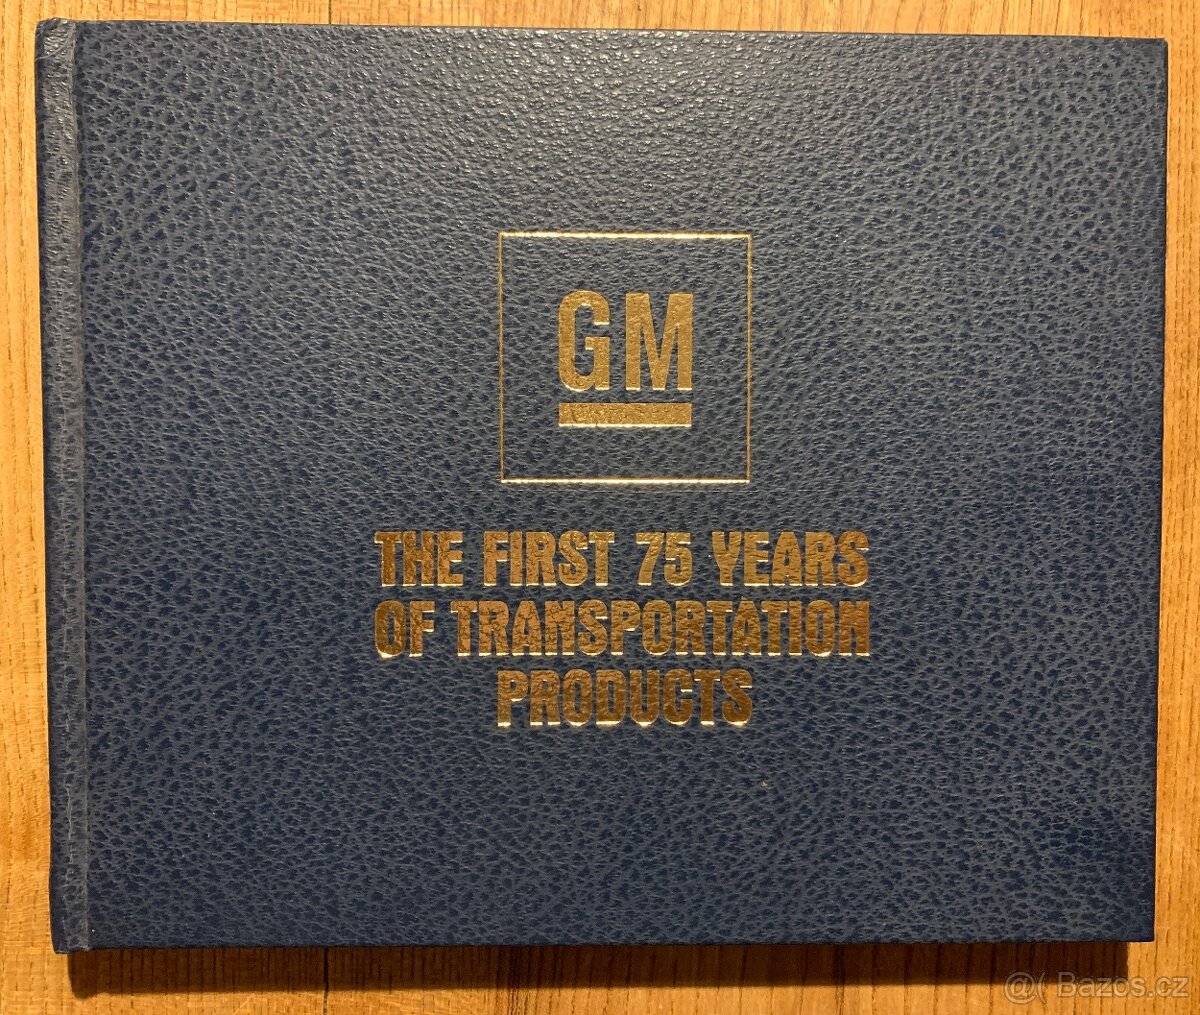 GM
THE FIRST 75 YEARS
OF TRANSPORTATION
PRODUCTS
@( Bazos.cz